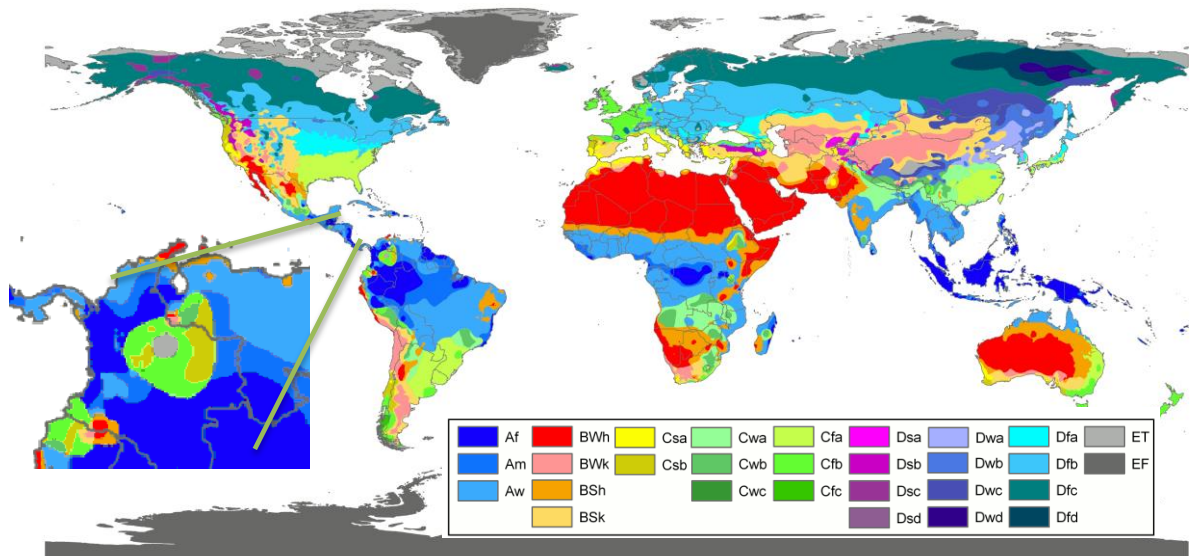 Af BWh Csa Cwa Cfa Dsa Dwa Dfa ET
Am BWk Csb Cwb Cfb Dsb Dwb Dfb EF
Aw BSh Cwc Cfc Dsc Dwc Dfc
BSk Dsd Dwd Dfd